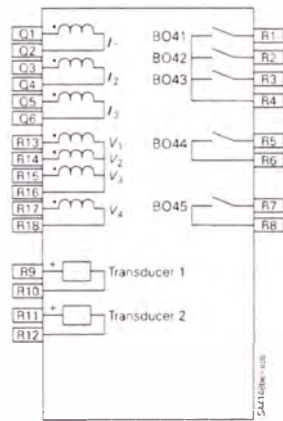 Q1
Q2
I1
Q3
Q4
I2
Q5
Q6
I3
R13
V1
R14
V2
R15
V3
R16
R17
V4
R18
R9
+
Transducer 1
R10
R11
+
Transducer 2
R12
BO41
R1
BO42
R2
BO43
R3
R4
BO44
R5
R6
BO45
R7
R8